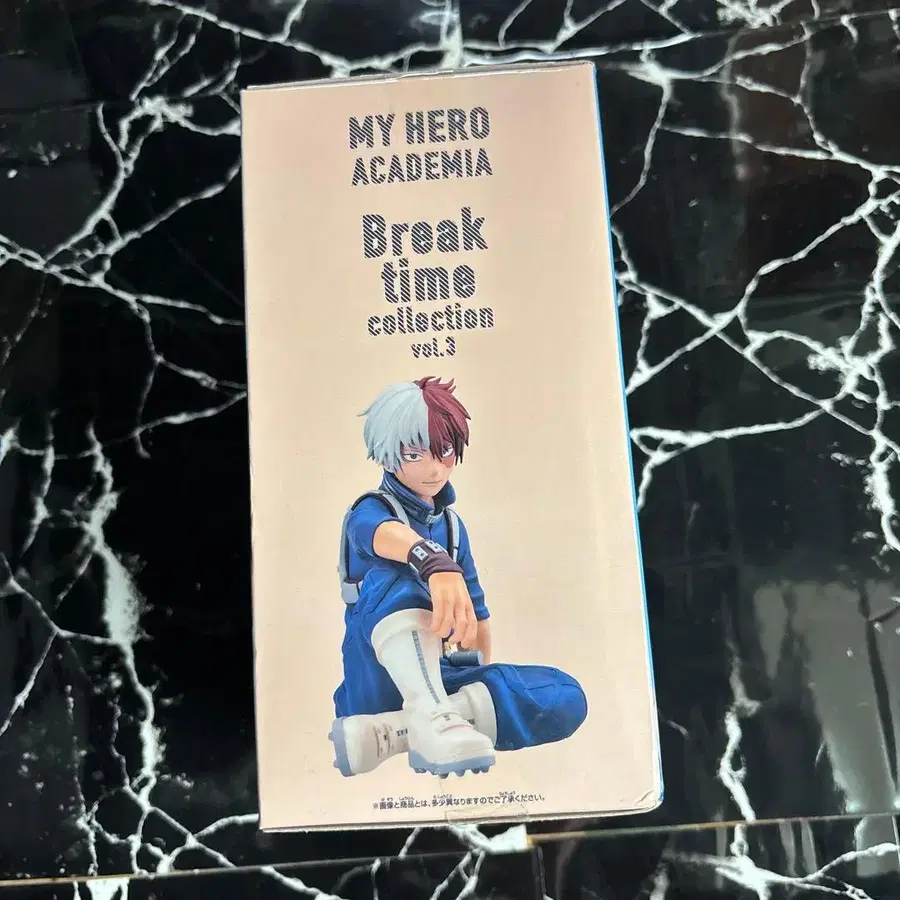 MY HERO
ACADEMIA
Break
time
collection
vol.3
※画像と商品とは、多少異なりますのでご了承ください。